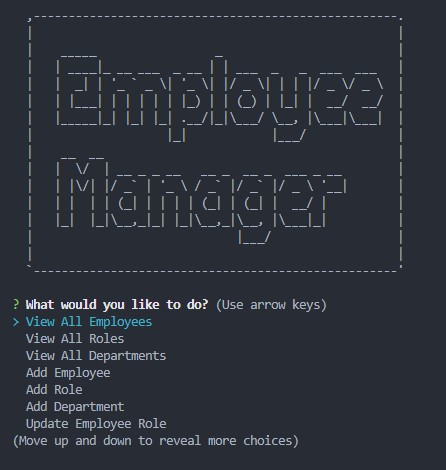 Employee
Manager
? What would you like to do? (Use arrow keys)
> View All Employees
View All Roles
View All Departments
Add Employee
Add Role
Add Department
Update Employee Role
(Move up and down to reveal more choices)